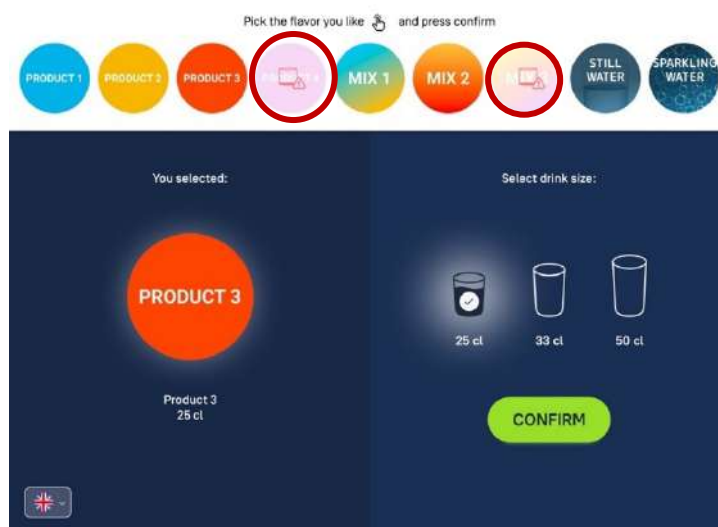 Pick the flavor you like and press confirm
PRODUCT 1
PRODUCT 2
PRODUCT 3
MIX 1
MIX 2
STILL
WATER
SPARKLING
WATER
You selected:
PRODUCT 3
Product 3
25 cl
Select drink size:
25 cl
33 cl
50 cl
CONFIRM